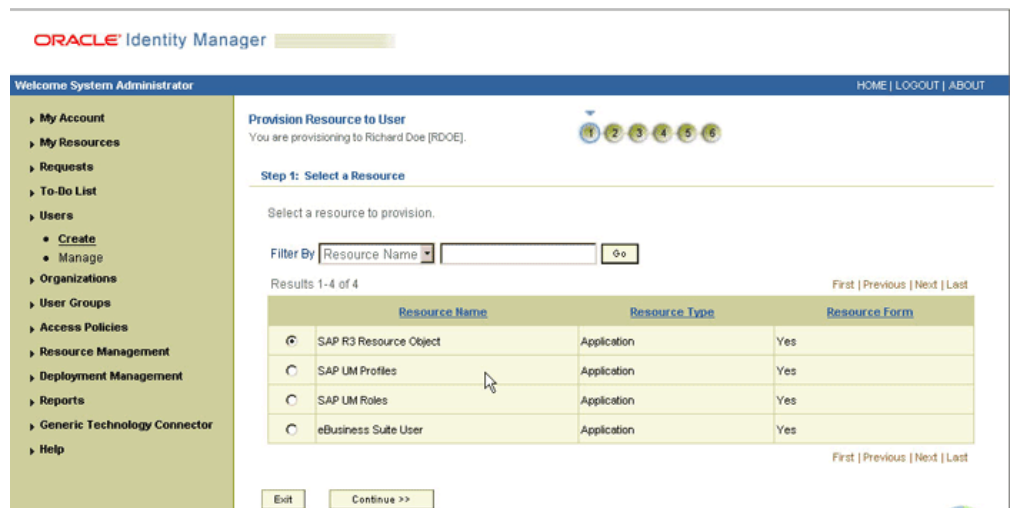 ORACLE Identity Manager
Welcome System Administrator
HOME | LOGOUT | ABOUT
My Account
My Resources
Requests
To-Do List
Users
Create
Manage
Organizations
User Groups
Access Policies
Resource Management
Deployment Management
Reports
Generic Technology Connector
Help
Provision Resource to User
You are provisioning to Richard Doe [RDOE].
1 2 3 4 5 6
Step 1: Select a Resource
Select a resource to provision.
Filter By Resource Name Go
Results 1-4 of 4 First | Previous | Next | Last
Resource Name Resource Type Resource Form
SAP R3 Resource Object Application Yes
SAP UM Profiles Application Yes
SAP UM Roles Application Yes
eBusiness Suite User Application Yes
First | Previous | Next | Last
Exit Continue >>